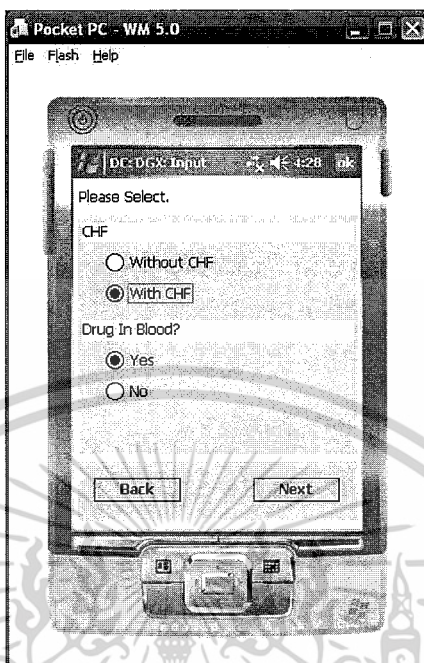 Pocket PC - WM 5.0
File Flash Help
DC: DGX: Input 4:28 ok
Please Select.
CHF
Without CHF
With CHF
Drug In Blood?
Yes
No
Back Next